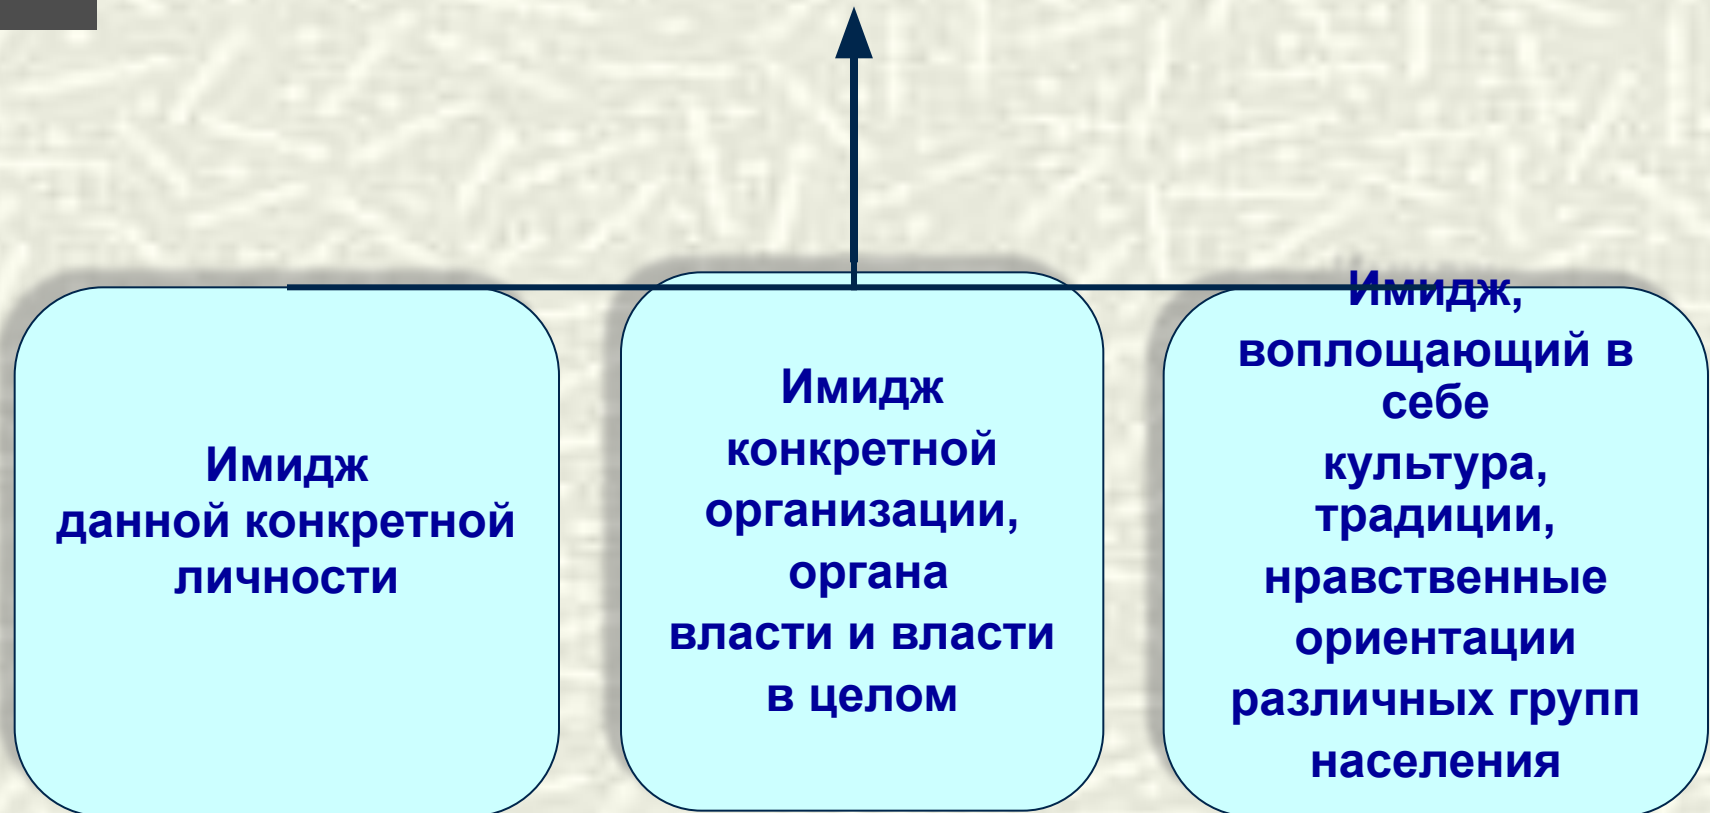 Имидж
данной конкретной
личности
Имидж
конкретной
организации,
органа
власти и власти
в целом
Имидж,
воплощающий в
себе
культура,
традиции,
нравственные
ориентации
различных групп
населения